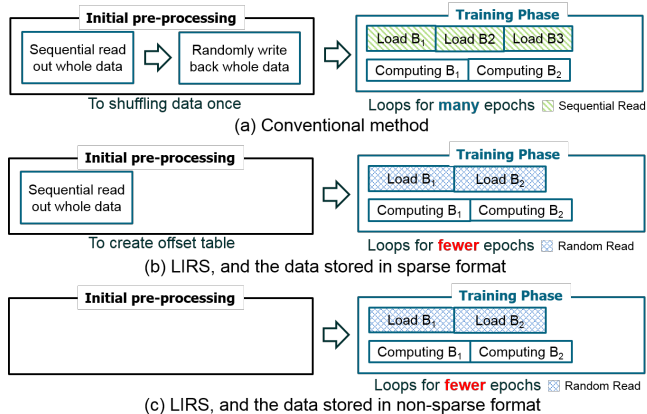 Initial pre-processing
Sequential read
out whole data
Randomly write
back whole data
To shuffling data once
Training Phase
Load B1 Load B2 Load B3
Computing B1 Computing B2
Loops for many epochs Sequential Read
(a) Conventional method
Initial pre-processing
Sequential read
out whole data
To create offset table
Training Phase
Load B1 Load B2
Computing B1 Computing B2
Loops for fewer epochs Random Read
(b) LIRS, and the data stored in sparse format
Initial pre-processing
Training Phase
Load B1 Load B2
Computing B1 Computing B2
Loops for fewer epochs Random Read
(c) LIRS, and the data stored in non-sparse format